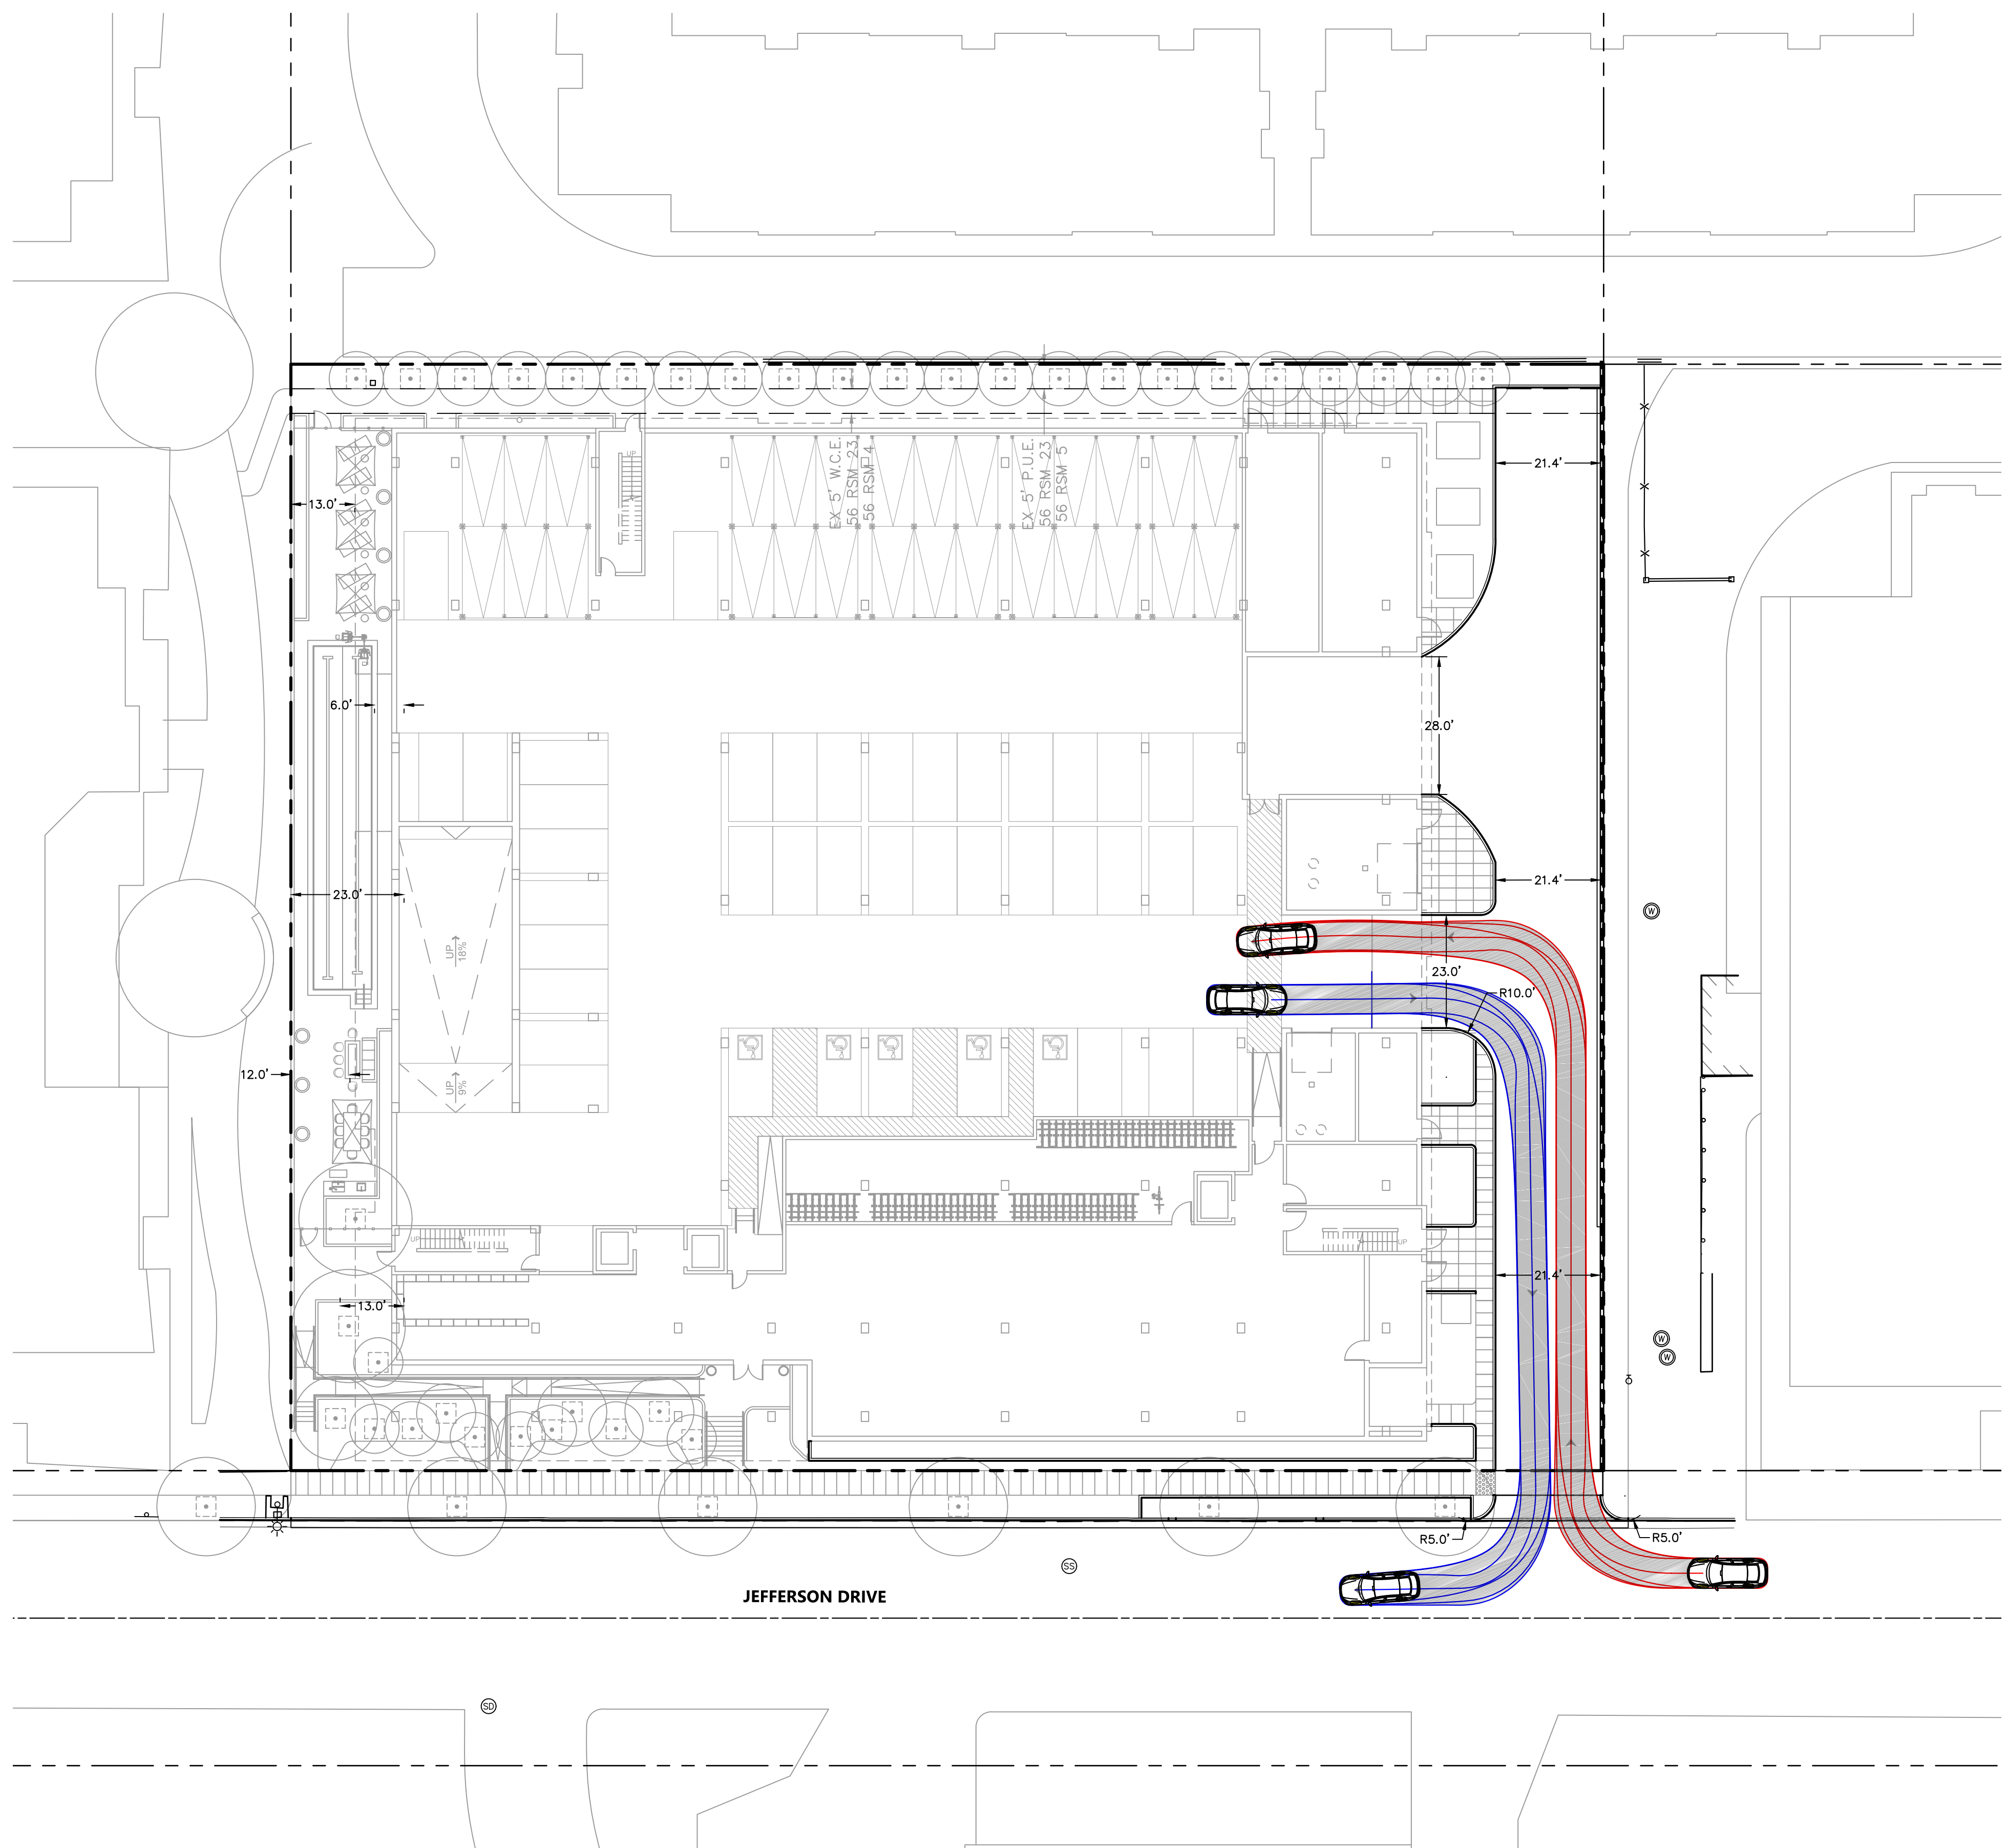 UP
EX 5' W.C.E.
56 RSM 23
56 RSM 4
EX 5' P.U.E.
56 RSM 23
56 RSM 5
21.4'
13.0'
6.0'
28.0'
23.0'
21.4'
W
UP
18%
23.0'
R10.0'
12.0'
UP
9%
UP
UP
21.4'
13.0'
W
W
R5.0'
R5.0'
SS
JEFFERSON DRIVE
SD